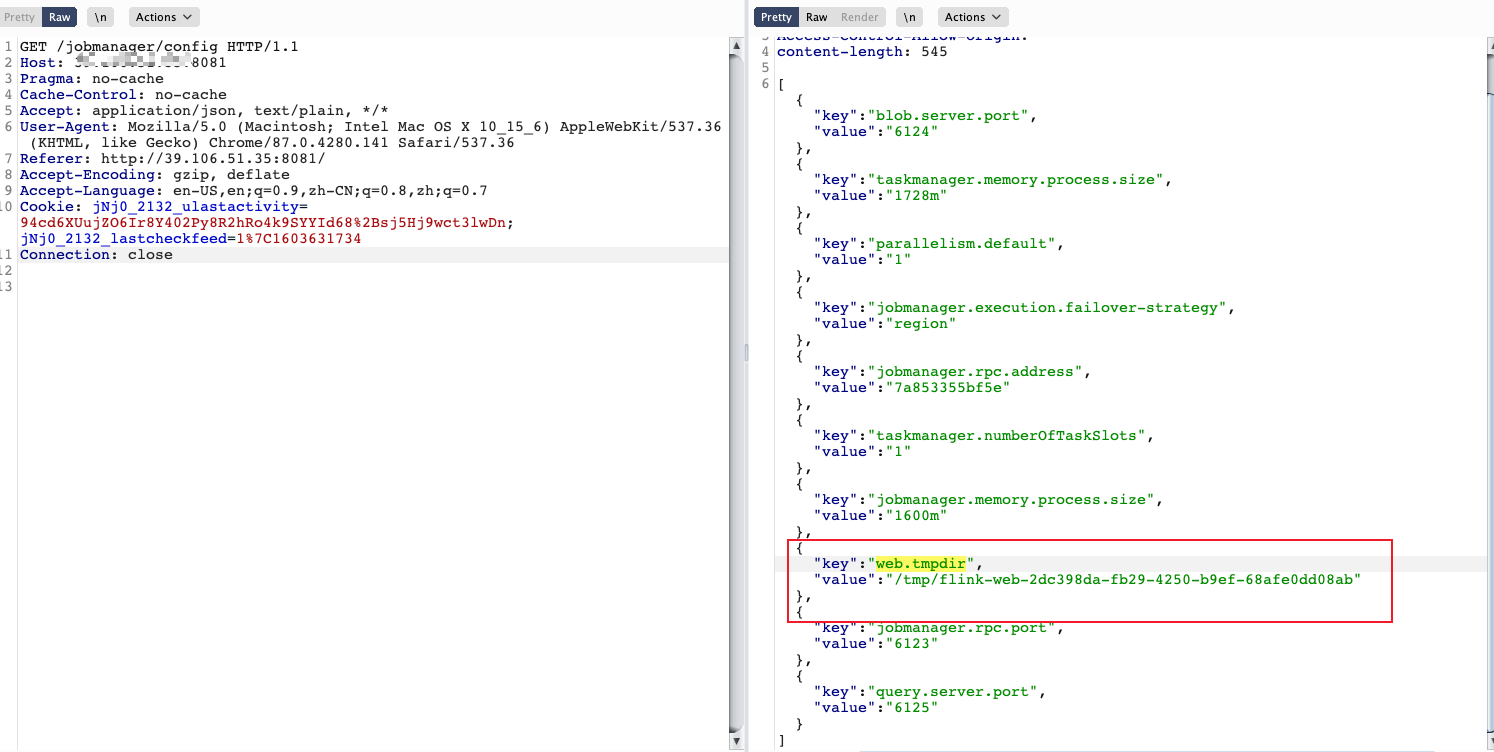 Pretty Raw \n Actions
1 GET /jobmanager/config HTTP/1.1
2 Host: :8081
3 Pragma: no-cache
4 Cache-Control: no-cache
5 Accept: application/json, text/plain, */*
6 User-Agent: Mozilla/5.0 (Macintosh; Intel Mac OS X 10_15_6) AppleWebKit/537.36
(KHTML, like Gecko) Chrome/87.0.4280.141 Safari/537.36
7 Referer: http://39.106.51.35:8081/
8 Accept-Encoding: gzip, deflate
9 Accept-Language: en-US,en;q=0.9,zh-CN;q=0.8,zh;q=0.7
10 Cookie: jNj0_2132_ulastactivity=
94cd6XUujZO6Ir8Y402Py8R2hRo4k9SYYId68%2Bsj5Hj9wct3lwDn;
jNj0_2132_lastcheckfeed=1%7C1603631734
11 Connection: close
12
13
Pretty Raw Render \n Actions
3 Access-Control-Allow-Origin:
4 content-length: 545
5
6 [
{
"key":"blob.server.port",
"value":"6124"
},
{
"key":"taskmanager.memory.process.size",
"value":"1728m"
},
{
"key":"parallelism.default",
"value":"1"
},
{
"key":"jobmanager.execution.failover-strategy",
"value":"region"
},
{
"key":"jobmanager.rpc.address",
"value":"7a853355bf5e"
},
{
"key":"taskmanager.numberOfTaskSlots",
"value":"1"
},
{
"key":"jobmanager.memory.process.size",
"value":"1600m"
},
{
"key":"web.tmpdir",
"value":"/tmp/flink-web-2dc398da-fb29-4250-b9ef-68afe0dd08ab"
},
{
"key":"jobmanager.rpc.port",
"value":"6123"
},
{
"key":"query.server.port",
"value":"6125"
}
]